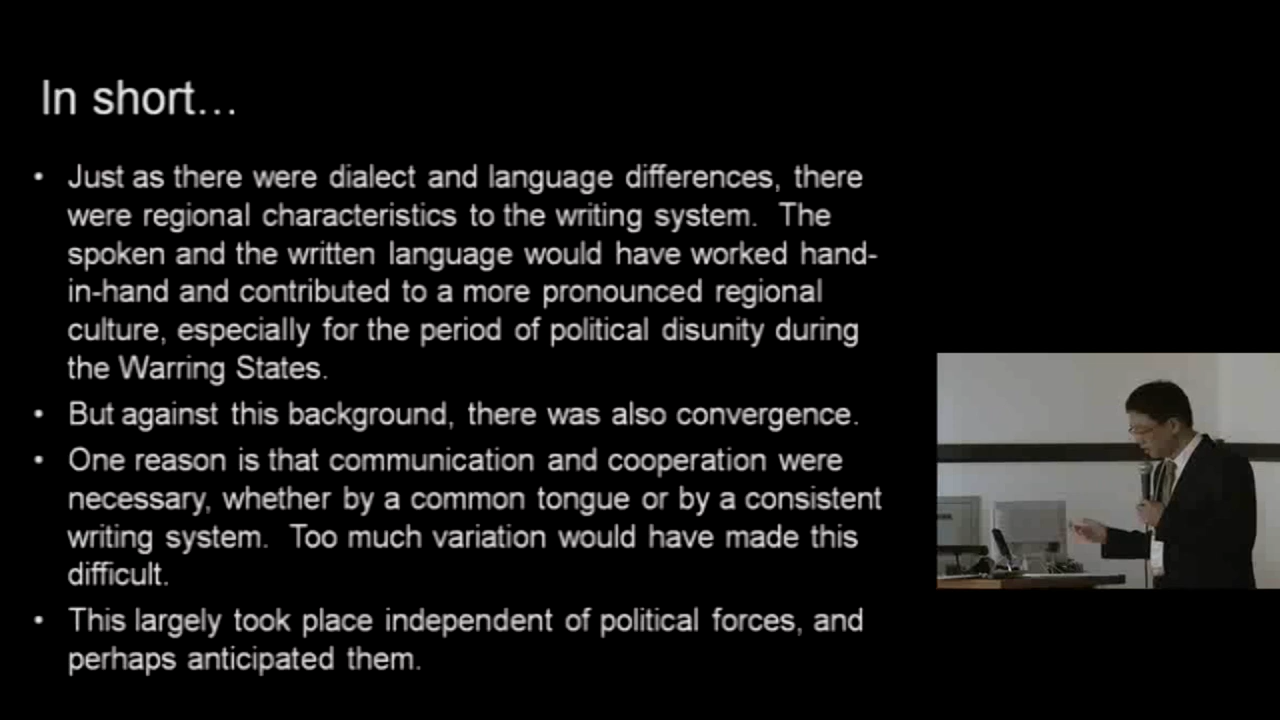 In short…
• Just as there were dialect and language differences, there
were regional characteristics to the writing system.  The
spoken and the written language would have worked hand-
in-hand and contributed to a more pronounced regional
culture, especially for the period of political disunity during
the Warring States.
• But against this background, there was also convergence.
• One reason is that communication and cooperation were
necessary, whether by a common tongue or by a consistent
writing system.  Too much variation would have made this
difficult.
• This largely took place independent of political forces, and
perhaps anticipated them.